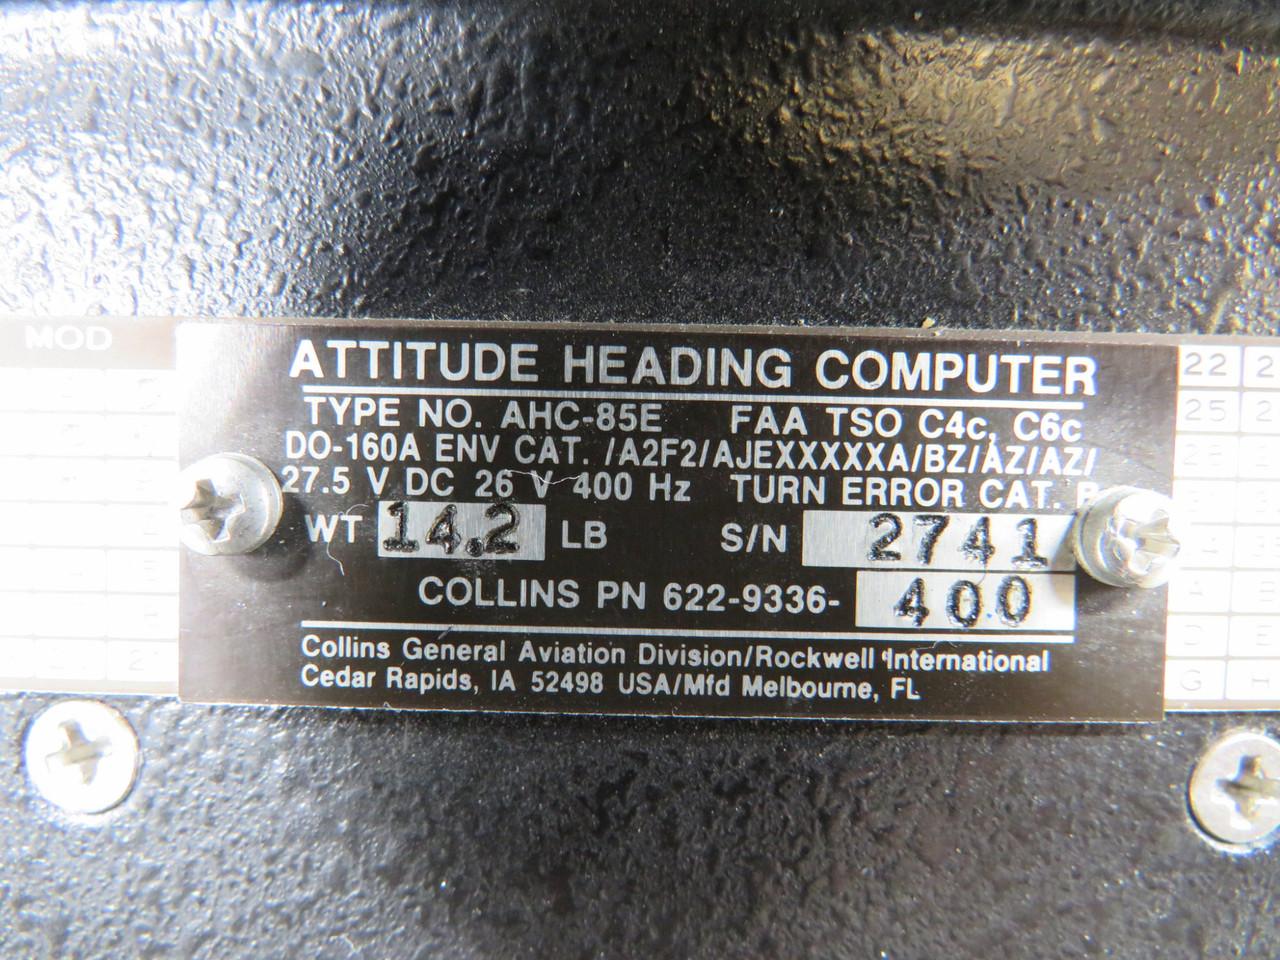 MOD
ATTITUDE HEADING COMPUTER
TYPE NO. AHC-85E FAA TSO C4c, C6c
DO-160A ENV CAT. /A2F2/AJEXXXXXA/BZ/AZ/AZ/
27.5 V DC 26 V 400 Hz TURN ERROR CAT. B
WT 14.2 LB S/N 2741
COLLINS PN 622-9336-400
Collins General Aviation Division/Rockwell International
Cedar Rapids, IA 52498 USA/Mfd Melbourne, FL
22
25
G H